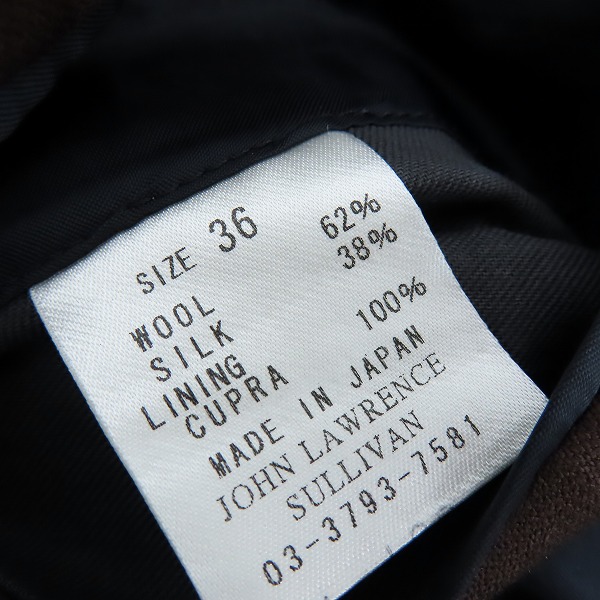 SIZE 36
WOOL 62%
SILK 38%
LINING
CUPRA 100%
MADE IN JAPAN
JOHN LAWRENCE
SULLIVAN
03-3793-7581